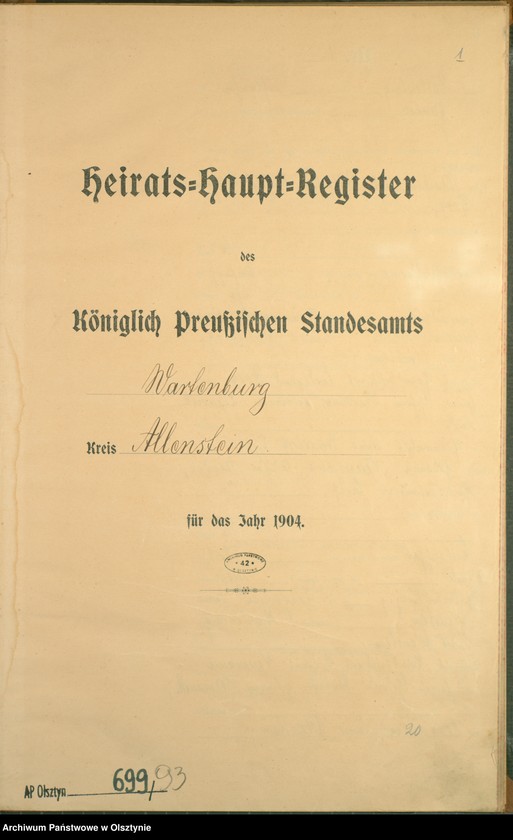 1
Heirats=Haupt=Register
des
Königlich Preußischen Standesamts
Wartenburg
Kreis Allenstein
für das Jahr 1904.
* 42 *
20
AP Olsztyn 699/93
Archiwum Państwowe w Olsztynie